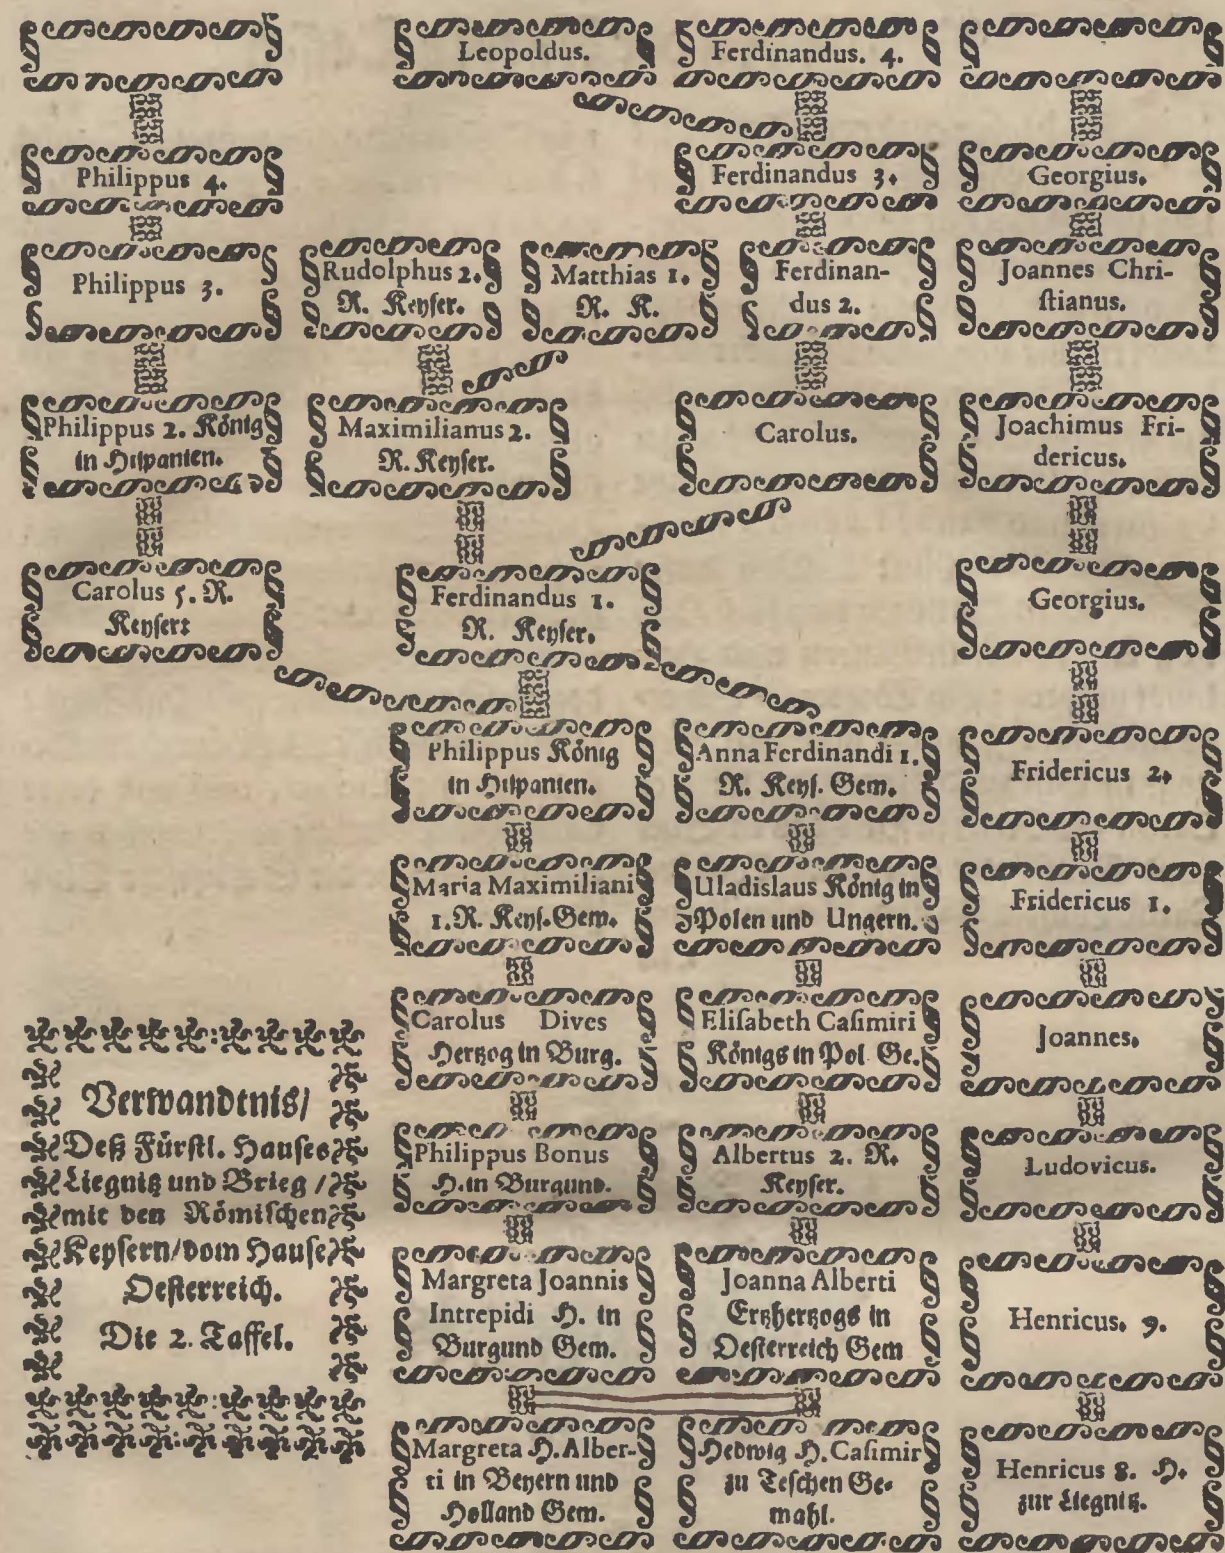 Leopoldus.
Ferdinandus. 4.
Philippus 4.
Ferdinandus 3.
Georgius.
Philippus 3.
Rudolphus 2.
R. Keyser.
Matthias 1.
R. K.
Ferdinan-
dus 2.
Joannes Chri-
stianus.
Philippus 2. König
in Hispanien.
Maximilianus 2.
R. Keyser.
Carolus.
Joachimus Fri-
dericus.
Carolus 5. R.
Keyser:
Ferdinandus 1.
R. Keyser.
Georgius.
Philippus König
in Hispanien.
Anna Ferdinandi 1.
R. Keys. Gem.
Fridericus 2.
Maria Maximiliani
1. R. Keys. Gem.
Uladislaus König in
Polen und Ungern.
Fridericus 1.
Carolus Dives
Hertzog in Burg.
Elisabeth Casimiri
Königs in Pol Ge.
Joannes.
Philippus Bonus
H. in Burgund.
Albertus 2. R.
Keyser.
Ludovicus.
Margreta Joannis
Intrepidi H. in
Burgund Gem.
Joanna Alberti
Ertzhertzogs in
Oesterreich Gem
Henricus. 9.
Margreta H. Alber-
ti in Beyern und
Holland Gem.
Hedwig H. Casimir
zu Teschen Ge-
mahl.
Henricus 8. H.
zur Liegnitz.
Verwandtnis/
Deß Fürstl. Hauses
Liegnitz und Brieg /
mit den Römischen
Keysern/vom Hause
Oesterreich.
Die 2. Taffel.